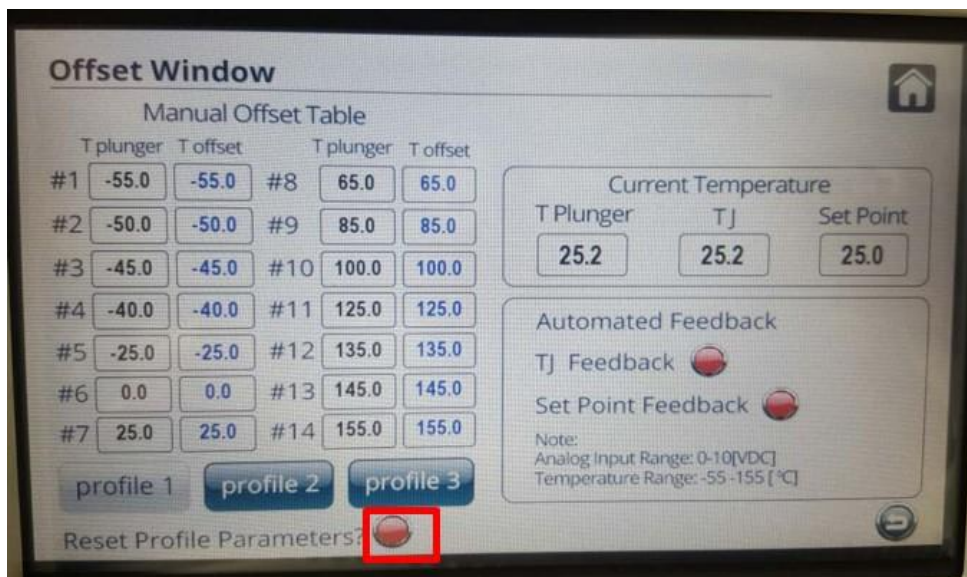 Offset Window
Manual Offset Table
T plunger T offset T plunger T offset
#1 -55.0 -55.0 #8 65.0 65.0
#2 -50.0 -50.0 #9 85.0 85.0
#3 -45.0 -45.0 #10 100.0 100.0
#4 -40.0 -40.0 #11 125.0 125.0
#5 -25.0 -25.0 #12 135.0 135.0
#6 0.0 0.0 #13 145.0 145.0
#7 25.0 25.0 #14 155.0 155.0
profile 1 profile 2 profile 3
Reset Profile Parameters?
Current Temperature
T Plunger TJ Set Point
25.2 25.2 25.0
Automated Feedback
TJ Feedback
Set Point Feedback
Note:
Analog Input Range: 0-10[VDC]
Temperature Range: -55 -155 [ °C]